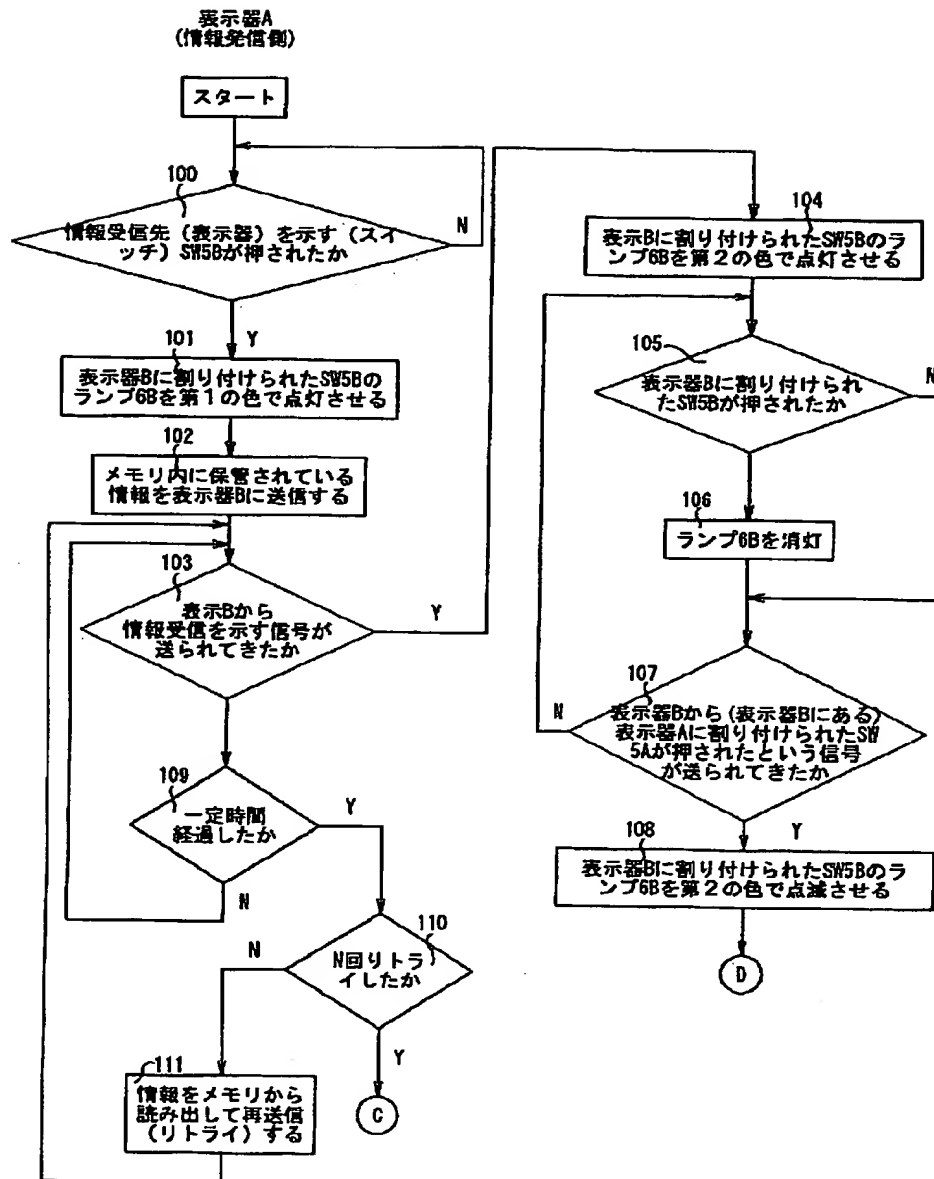 表示器A
(情報発信側)
スタート
100
情報受信先(表示器)を示す(スイ
ッチ)SW5Bが押されたか
N
Y
101
表示器Bに割り付けられたSW5Bの
ランプ6Bを第1の色で点灯させる
102
メモリ内に保管されている
情報を表示器Bに送信する
103
表示Bから
情報受信を示す信号が
送られてきたか
Y
109
一定時間
経過したか
Y
N
110
N回りトラ
イしたか
N
Y
111
情報をメモリから
読み出して再送信
(リトライ)する
C
104
表示Bに割り付けられたSW5Bのラ
ンプ6Bを第2の色で点灯させる
105
表示器Bに割り付けられ
たSW5Bが押されたか
N
106
ランプ6Bを消灯
107
表示器Bから(表示器Bにある)
表示器Aに割り付けられたSW
5Aが押されたという信号
が送られてきたか
N
Y
108
表示器Bに割り付けられたSW5Bのラ
ンプ6Bを第2の色で点滅させる
D